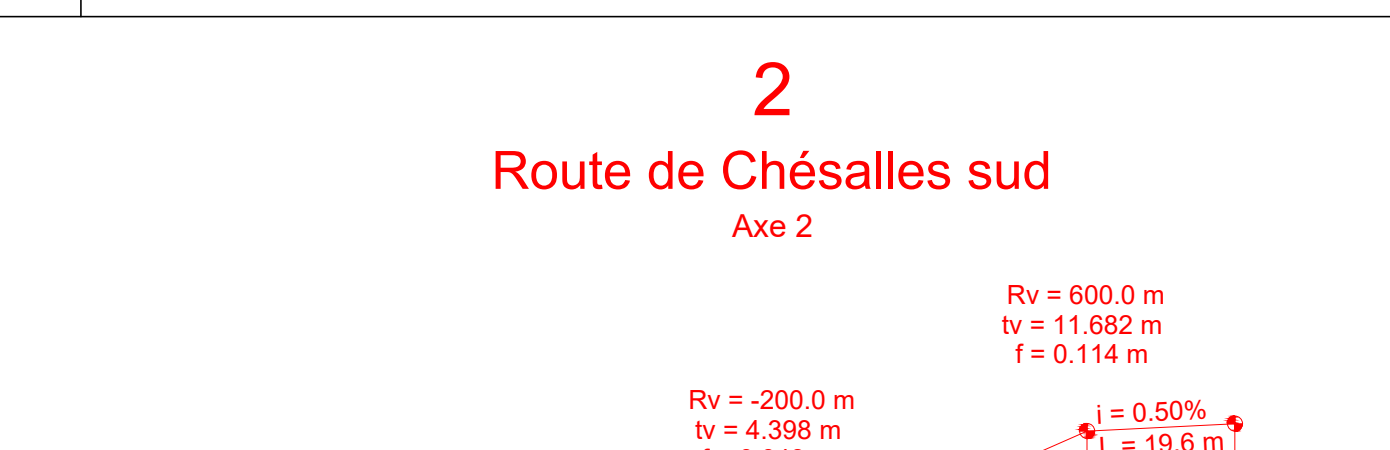 2
Route de Chésalles sud
Axe 2
Rv = 600.0 m
tv = 11.682 m
f = 0.114 m
Rv = -200.0 m
tv = 4.398 m
i = 0.50%
L = 19.6 m